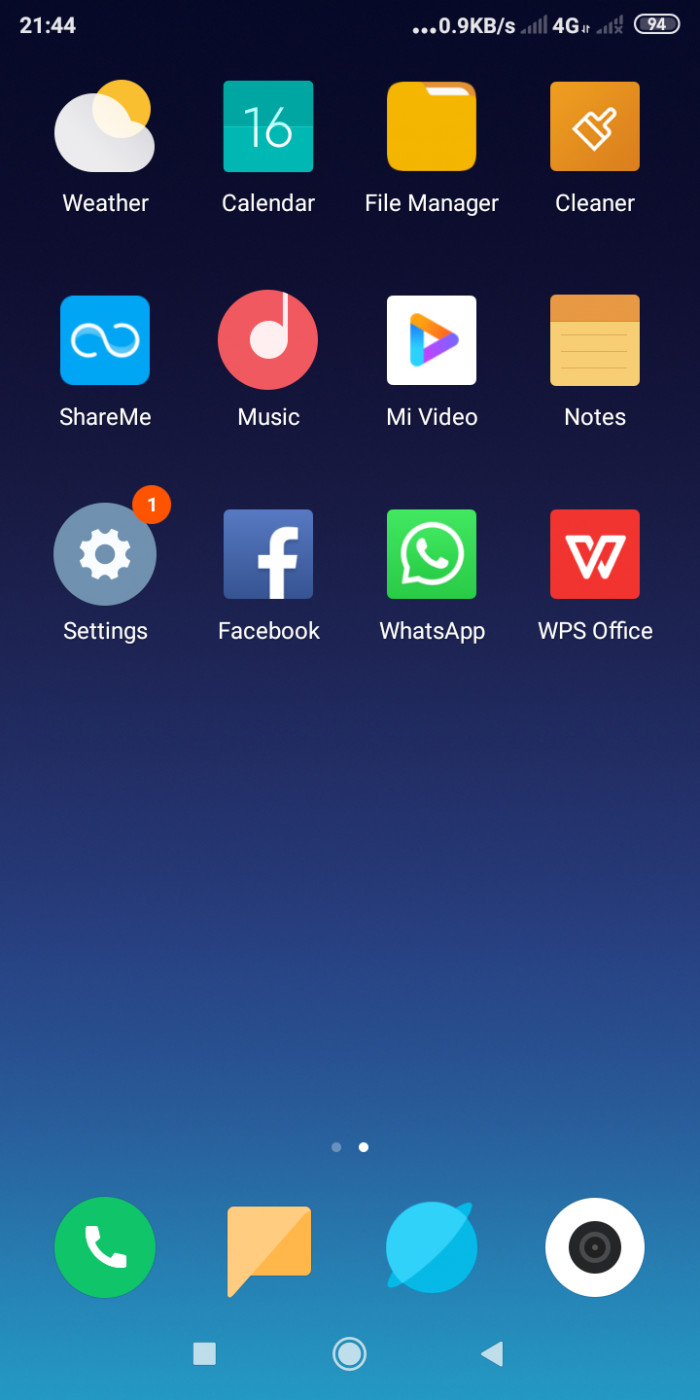 21:44 ...0.9KB/s 4G 94
16
Weather Calendar File Manager Cleaner
ShareMe Music Mi Video Notes
1
Settings Facebook WhatsApp WPS Office